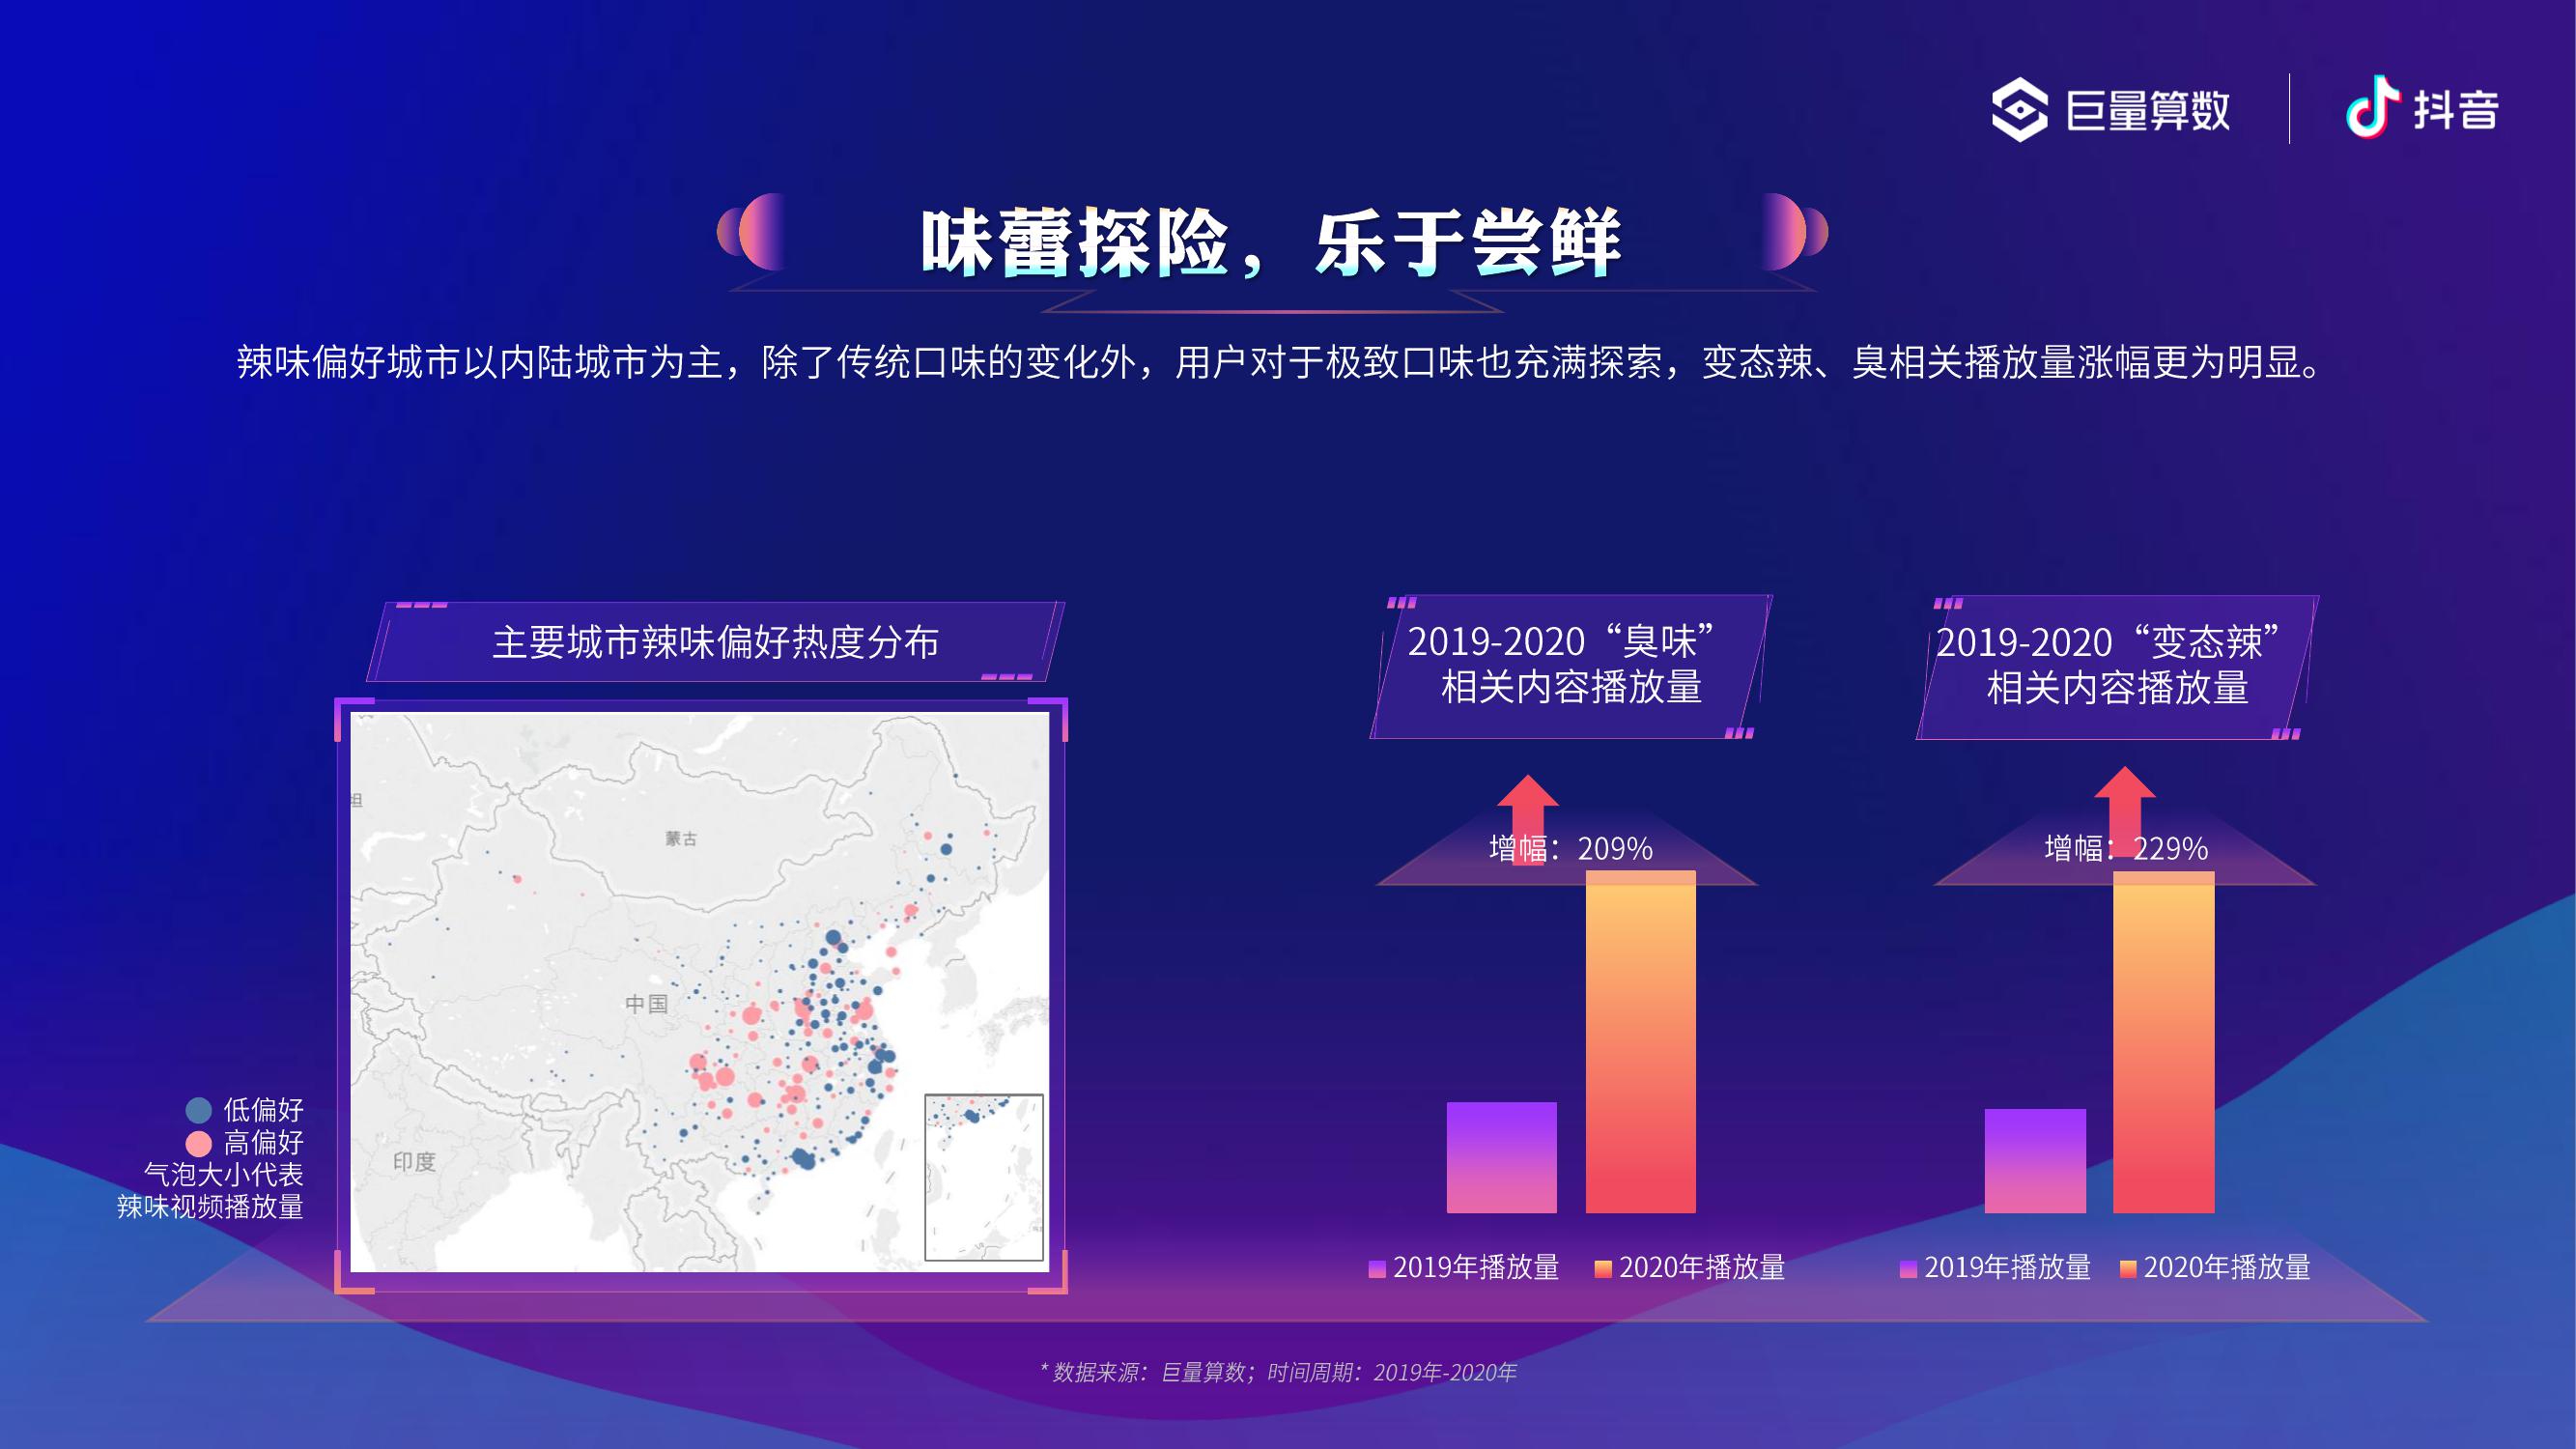 巨量算数
抖音
味蕾探险，乐于尝鲜
辣味偏好城市以内陆城市为主，除了传统口味的变化外，用户对于极致口味也充满探索，变态辣、臭相关播放量涨幅更为明显。
主要城市辣味偏好热度分布
坦
蒙古
中国
印度
低偏好
高偏好
气泡大小代表
辣味视频播放量
2019-2020“臭味”
相关内容播放量
增幅：209%
2019年播放量
2020年播放量
2019-2020“变态辣”
相关内容播放量
增幅：229%
2019年播放量
2020年播放量
* 数据来源：巨量算数；时间周期：2019年-2020年